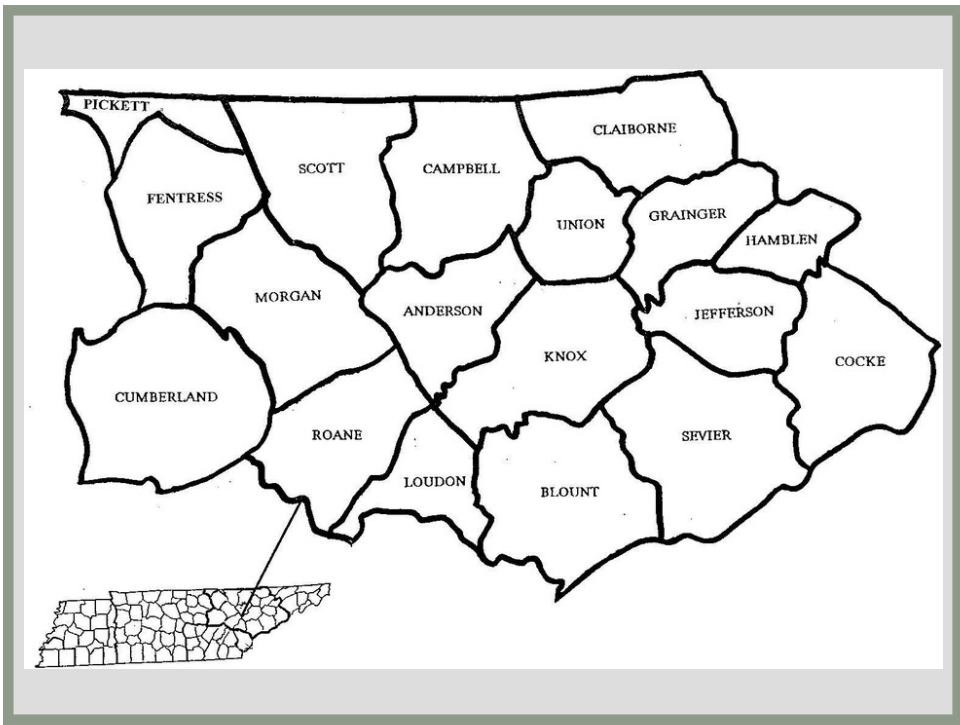 PICKETT
CLAIBORNE
SCOTT
CAMPBELL
FENTRESS
UNION
GRAINGER
HAMBLEN
MORGAN
ANDERSON
JEFFERSON
KNOX
COCKE
CUMBERLAND
ROANE
SEVIER
LOUDON
BLOUNT